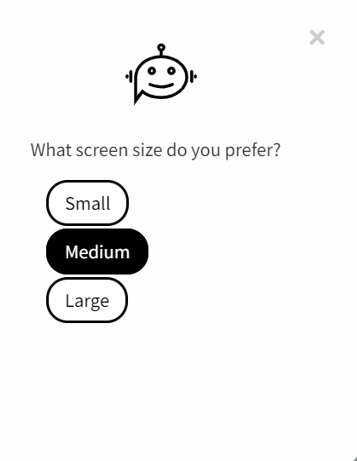 What screen size do you prefer?
Small
Medium
Large